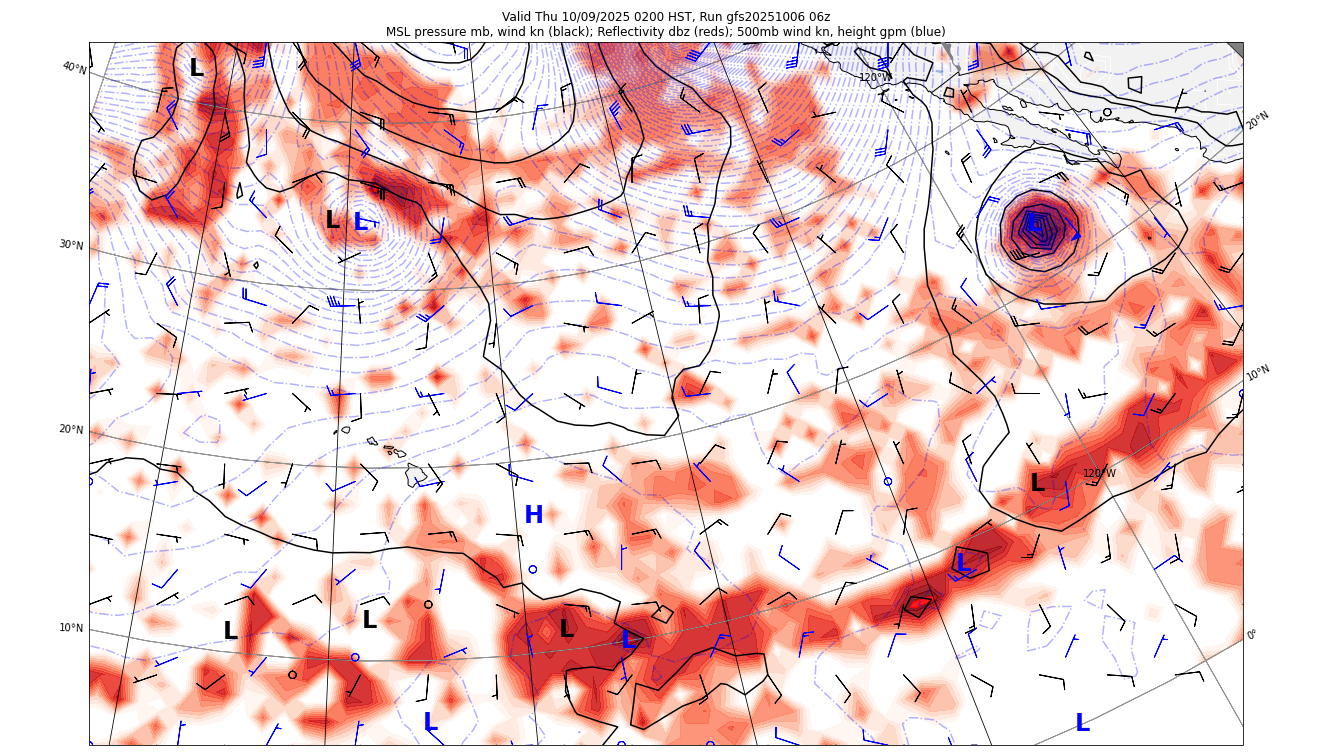 Valid Thu 10/09/2025 0200 HST, Run gfs20251006 06z
MSL pressure mb, wind kn (black); Reflectivity dbz (reds); 500mb wind kn, height gpm (blue)
40°N
L
120°W
20°N
L L
L
30°N
10°N
20°N
L
120°W
H
L
L
L
L
10°N
L
0°
L
L